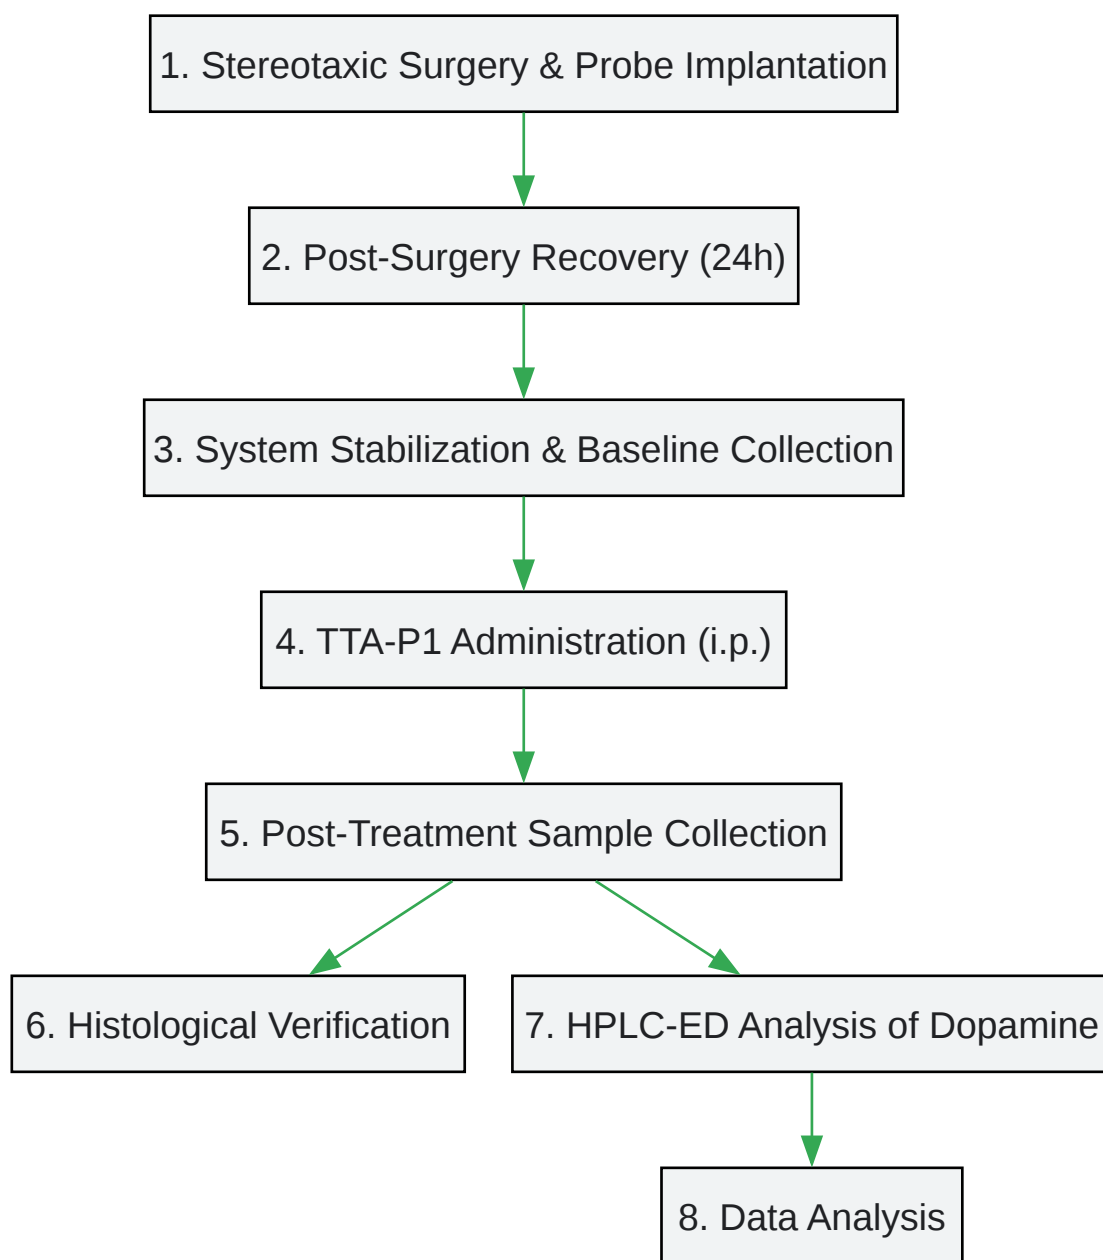 1. Stereotaxic Surgery & Probe Implantation
2. Post-Surgery Recovery (24h)
3. System Stabilization & Baseline Collection
4. TTA-P1 Administration (i.p.)
5. Post-Treatment Sample Collection
6. Histological Verification
7. HPLC-ED Analysis of Dopamine
8. Data Analysis